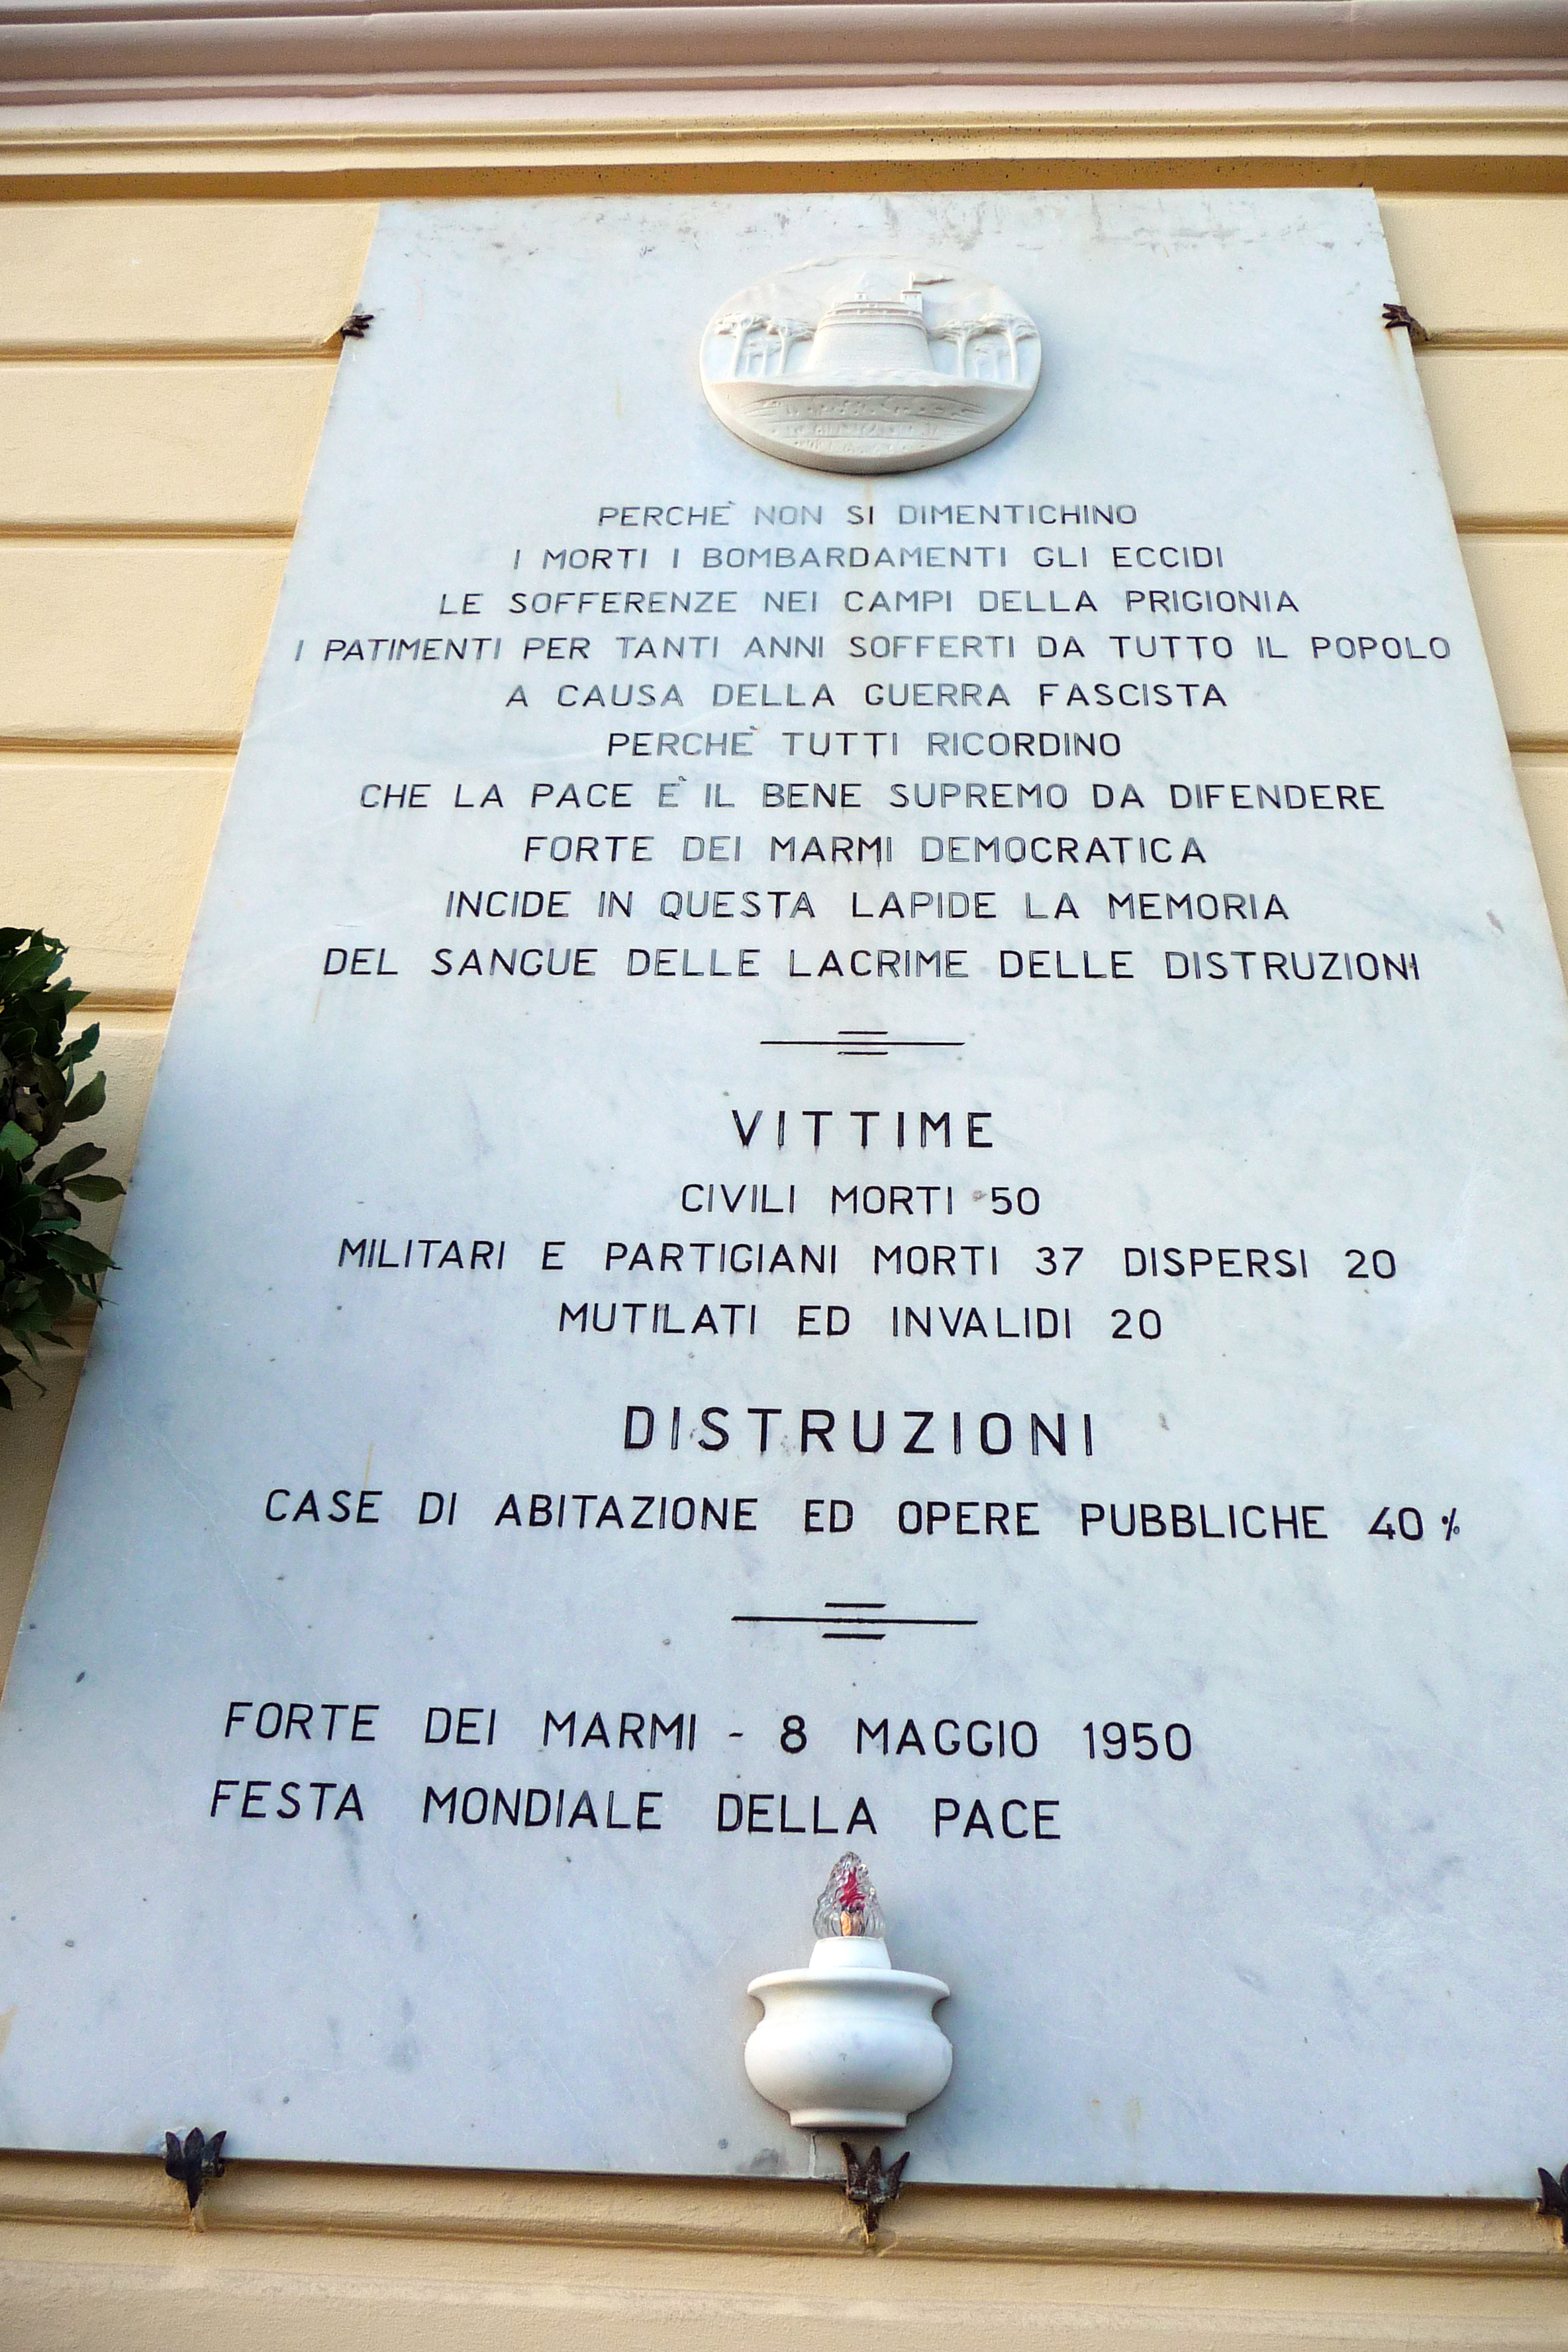 PERCHÈ NON SI DIMENTICHINO
I MORTI I BOMBARDAMENTI GLI ECCIDI
LE SOFFERENZE NEI CAMPI DELLA PRIGIONIA
I PATIMENTI PER TANTI ANNI SOFFERTI DA TUTTO IL POPOLO
A CAUSA DELLA GUERRA FASCISTA
PERCHÈ TUTTI RICORDINO
CHE LA PACE È IL BENE SUPREMO DA DIFENDERE
FORTE DEI MARMI DEMOCRATICA
INCIDE IN QUESTA LAPIDE LA MEMORIA
DEL SANGUE DELLE LACRIME DELLE DISTRUZIONI
VITTIME
CIVILI MORTI 50
MILITARI E PARTIGIANI MORTI 37 DISPERSI 20
MUTILATI ED INVALIDI 20
DISTRUZIONI
CASE DI ABITAZIONE ED OPERE PUBBLICHE 40 %
FORTE DEI MARMI - 8 MAGGIO 1950
FESTA MONDIALE DELLA PACE